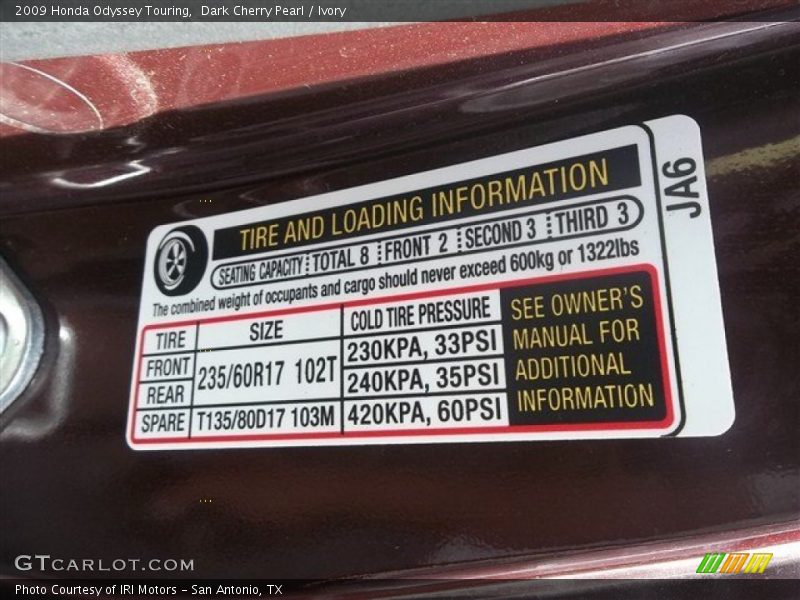 2009 Honda Odyssey Touring, Dark Cherry Pearl / Ivory
TIRE AND LOADING INFORMATION
JA6
SEATING CAPACITY TOTAL 8 FRONT 2 SECOND 3 THIRD 3
The combined weight of occupants and cargo should never exceed 600kg or 1322lbs
TIRE SIZE COLD TIRE PRESSURE
FRONT 235/60R17 102T 230KPA, 33PSI
REAR 240KPA, 35PSI
SPARE T135/80D17 103M 420KPA, 60PSI
SEE OWNER'S
MANUAL FOR
ADDITIONAL
INFORMATION
GTCARLOT.COM
Photo Courtesy of IRI Motors - San Antonio, TX